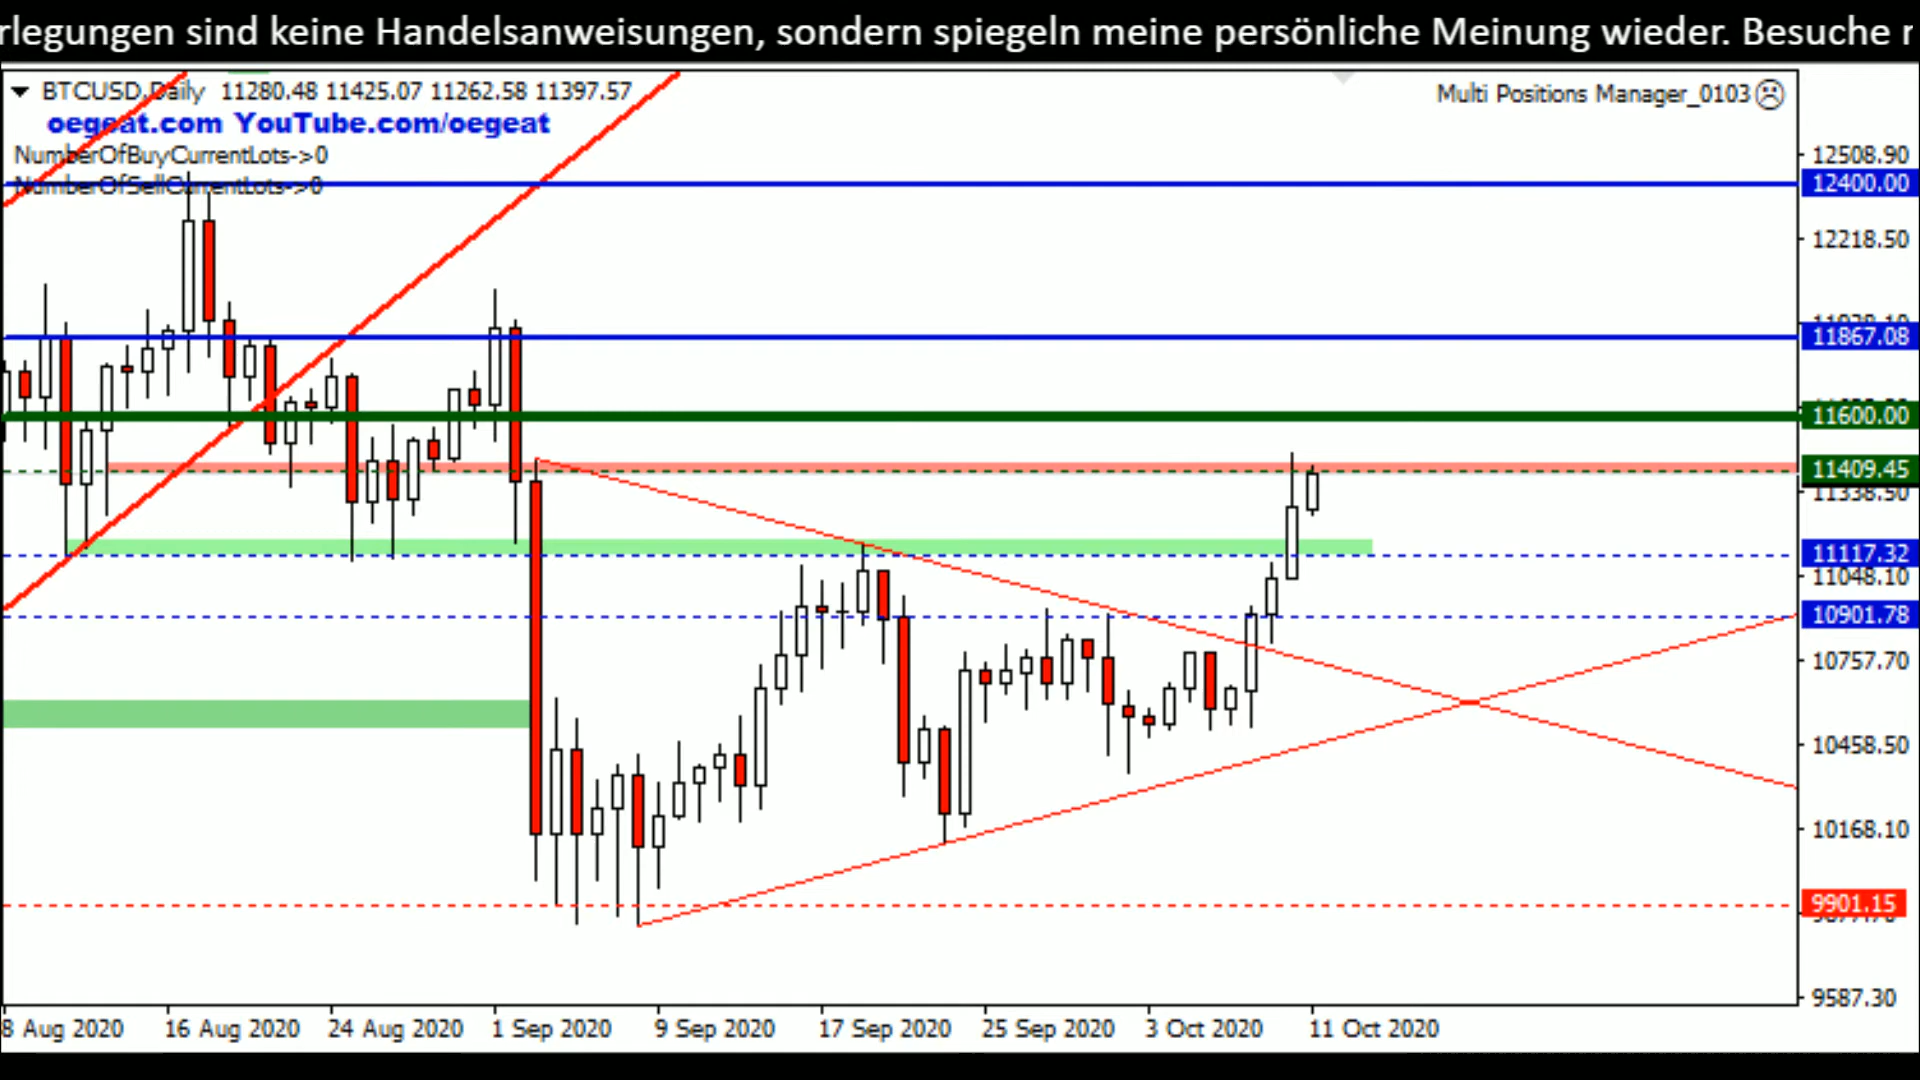 rlegungen sind keine Handelsanweisungen, sondern spiegeln meine persönliche Meinung wieder. Besuche
BTCUSD,Daily 11280.48 11425.07 11262.58 11397.57
Multi Positions Manager_0103
oegeat.com YouTube.com/oegeat
NumberOfBuyCurrentLots->0
NumberOfSellCurrentLots->0
12508.90
12400.00
12218.50
11867.08
11600.00
11409.45
11338.50
11117.32
11048.10
10901.78
10757.70
10458.50
10168.10
9901.15
9587.30
8 Aug 2020 16 Aug 2020 24 Aug 2020 1 Sep 2020 9 Sep 2020 17 Sep 2020 25 Sep 2020 3 Oct 2020 11 Oct 2020